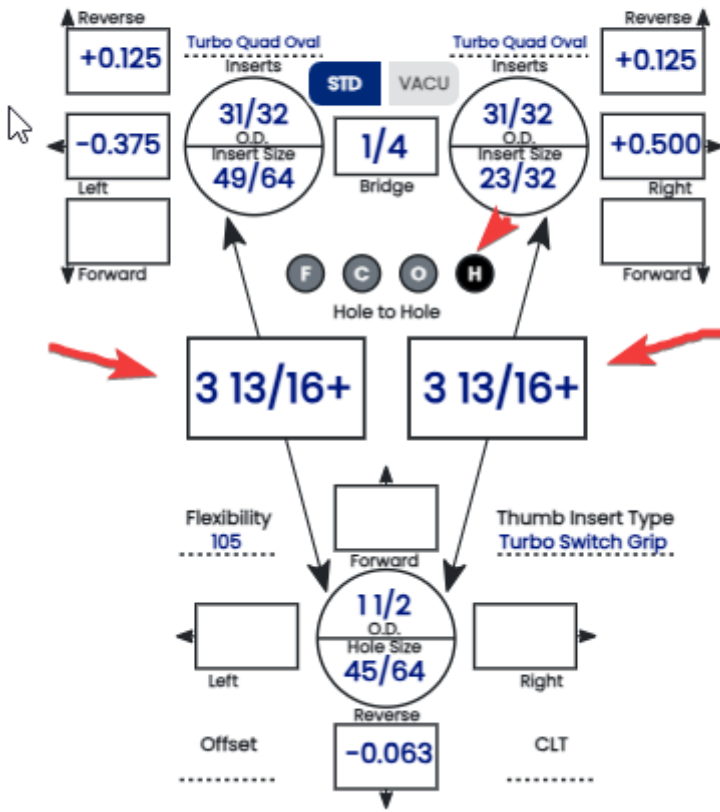 Reverse
+0.125
-0.375
Left
Forward
Turbo Quad Oval
Inserts
31/32
O.D.
Insert Size
49/64
STD VACU
1/4
Bridge
Turbo Quad Oval
Inserts
31/32
O.D.
Insert Size
23/32
Reverse
+0.125
+0.500
Right
Forward
F C O H
Hole to Hole
3 13/16+ 3 13/16+
Flexibility
105
Thumb Insert Type
Turbo Switch Grip
Forward
1 1/2
O.D.
Hole Size
45/64
Left
Right
Reverse
-0.063
Offset
CLT